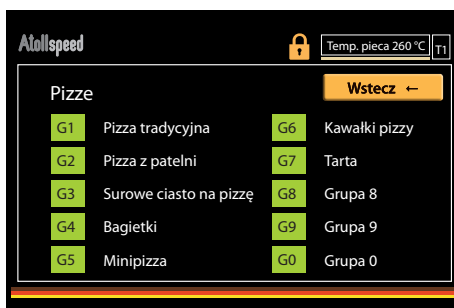 Atollspeed
Temp. pieca 260 °C T1
Pizze
Wstecz ←
G1 Pizza tradycyjna
G2 Pizza z patelni
G3 Surowe ciasto na pizzę
G4 Bagietki
G5 Minipizza
G6 Kawałki pizzy
G7 Tarta
G8 Grupa 8
G9 Grupa 9
G0 Grupa 0